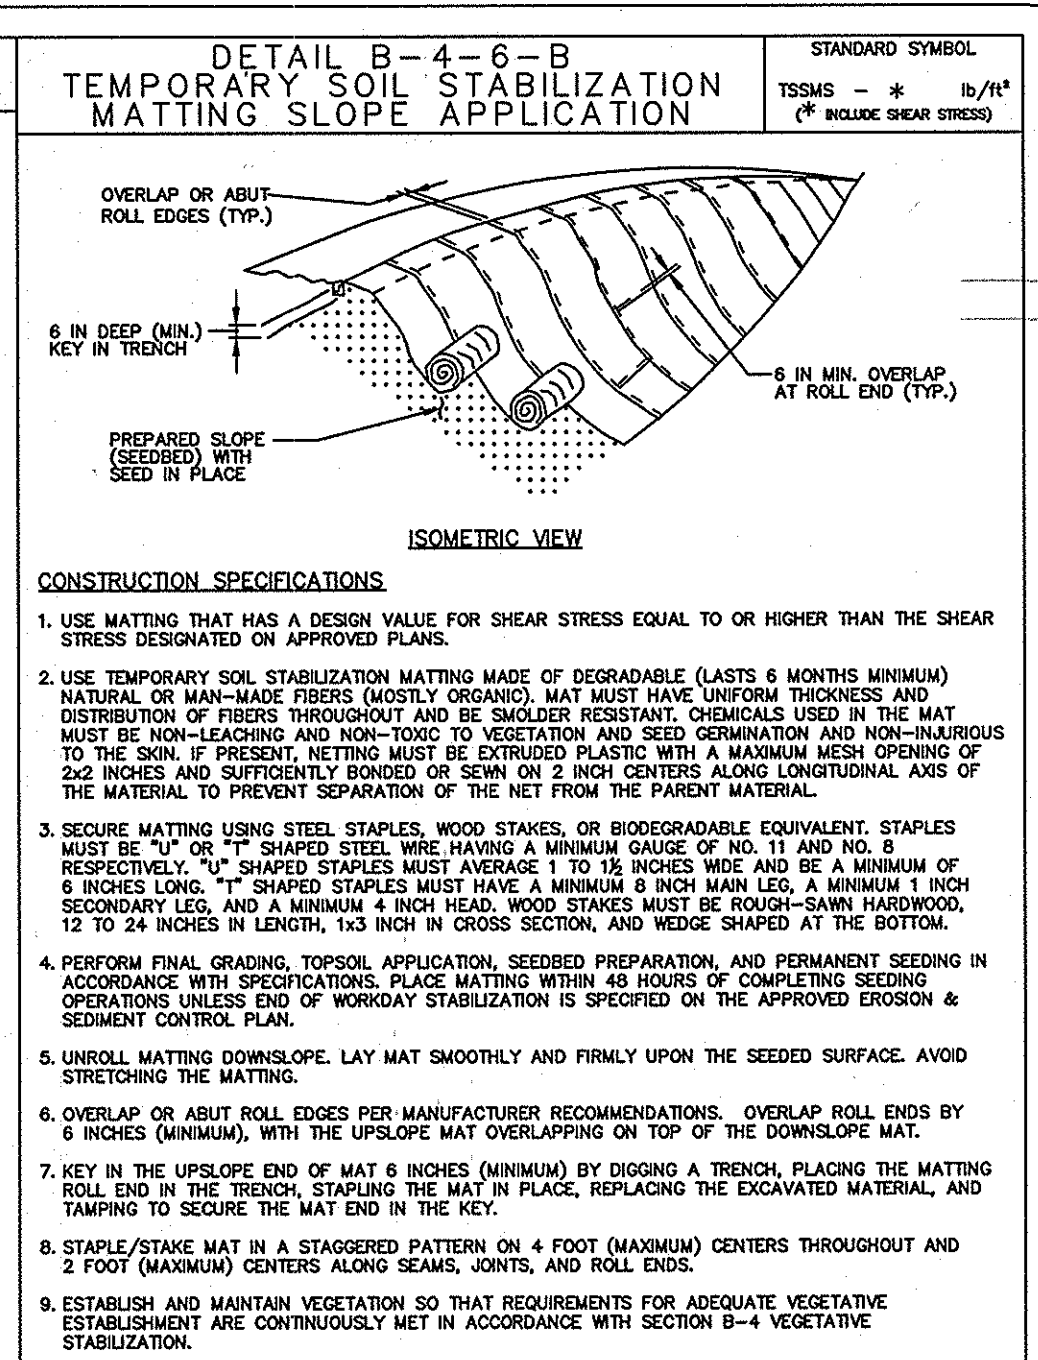 DETAIL B-4-6-B
TEMPORARY SOIL STABILIZATION
MATTING SLOPE APPLICATION
STANDARD SYMBOL
TSSMS - * lb/ft²
(* INCLUDE SHEAR STRESS)
OVERLAP OR ABUT
ROLL EDGES (TYP.)
6 IN DEEP (MIN.)
KEY IN TRENCH
6 IN MIN. OVERLAP
AT ROLL END (TYP.)
PREPARED SLOPE
(SEEDBED) WITH
SEED IN PLACE
ISOMETRIC VIEW
CONSTRUCTION SPECIFICATIONS
1. USE MATTING THAT HAS A DESIGN VALUE FOR SHEAR STRESS EQUAL TO OR HIGHER THAN THE SHEAR
STRESS DESIGNATED ON APPROVED PLANS.
2. USE TEMPORARY SOIL STABILIZATION MATTING MADE OF DEGRADABLE (LASTS 6 MONTHS MINIMUM)
NATURAL OR MAN-MADE FIBERS (MOSTLY ORGANIC). MAT MUST HAVE UNIFORM THICKNESS AND
DISTRIBUTION OF FIBERS THROUGHOUT AND BE SMOLDER RESISTANT. CHEMICALS USED IN THE MAT
MUST BE NON-LEACHING AND NON-TOXIC TO VEGETATION AND SEED GERMINATION AND NON-INJURIOUS
TO THE SKIN. IF PRESENT, NETTING MUST BE EXTRUDED PLASTIC WITH A MAXIMUM MESH OPENING OF
2x2 INCHES AND SUFFICIENTLY BONDED OR SEWN ON 2 INCH CENTERS ALONG LONGITUDINAL AXIS OF
THE MATERIAL TO PREVENT SEPARATION OF THE NET FROM THE PARENT MATERIAL.
3. SECURE MATTING USING STEEL STAPLES, WOOD STAKES, OR BIODEGRADABLE EQUIVALENT. STAPLES
MUST BE "U" OR "T" SHAPED STEEL WIRE HAVING A MINIMUM GAUGE OF NO. 11 AND NO. 8
RESPECTIVELY. "U" SHAPED STAPLES MUST AVERAGE 1 TO 1½ INCHES WIDE AND BE A MINIMUM OF
6 INCHES LONG. "T" SHAPED STAPLES MUST HAVE A MINIMUM 8 INCH MAIN LEG, A MINIMUM 1 INCH
SECONDARY LEG, AND A MINIMUM 4 INCH HEAD. WOOD STAKES MUST BE ROUGH-SAWN HARDWOOD,
12 TO 24 INCHES IN LENGTH, 1x3 INCH IN CROSS SECTION, AND WEDGE SHAPED AT THE BOTTOM.
4. PERFORM FINAL GRADING, TOPSOIL APPLICATION, SEEDBED PREPARATION, AND PERMANENT SEEDING IN
ACCORDANCE WITH SPECIFICATIONS. PLACE MATTING WITHIN 48 HOURS OF COMPLETING SEEDING
OPERATIONS UNLESS END OF WORKDAY STABILIZATION IS SPECIFIED ON THE APPROVED EROSION &
SEDIMENT CONTROL PLAN.
5. UNROLL MATTING DOWNSLOPE. LAY MAT SMOOTHLY AND FIRMLY UPON THE SEEDED SURFACE. AVOID
STRETCHING THE MATTING.
6. OVERLAP OR ABUT ROLL EDGES PER MANUFACTURER RECOMMENDATIONS. OVERLAP ROLL ENDS BY
6 INCHES (MINIMUM), WITH THE UPSLOPE MAT OVERLAPPING ON TOP OF THE DOWNSLOPE MAT.
7. KEY IN THE UPSLOPE END OF MAT 6 INCHES (MINIMUM) BY DIGGING A TRENCH, PLACING THE MATTING
ROLL END IN THE TRENCH, STAPLING THE MAT IN PLACE, REPLACING THE EXCAVATED MATERIAL, AND
TAMPING TO SECURE THE MAT END IN THE KEY.
8. STAPLE/STAKE MAT IN A STAGGERED PATTERN ON 4 FOOT (MAXIMUM) CENTERS THROUGHOUT AND
2 FOOT (MAXIMUM) CENTERS ALONG SEAMS, JOINTS, AND ROLL ENDS.
9. ESTABLISH AND MAINTAIN VEGETATION SO THAT REQUIREMENTS FOR ADEQUATE VEGETATIVE
ESTABLISHMENT ARE CONTINUOUSLY MET IN ACCORDANCE WITH SECTION B-4 VEGETATIVE
STABILIZATION.